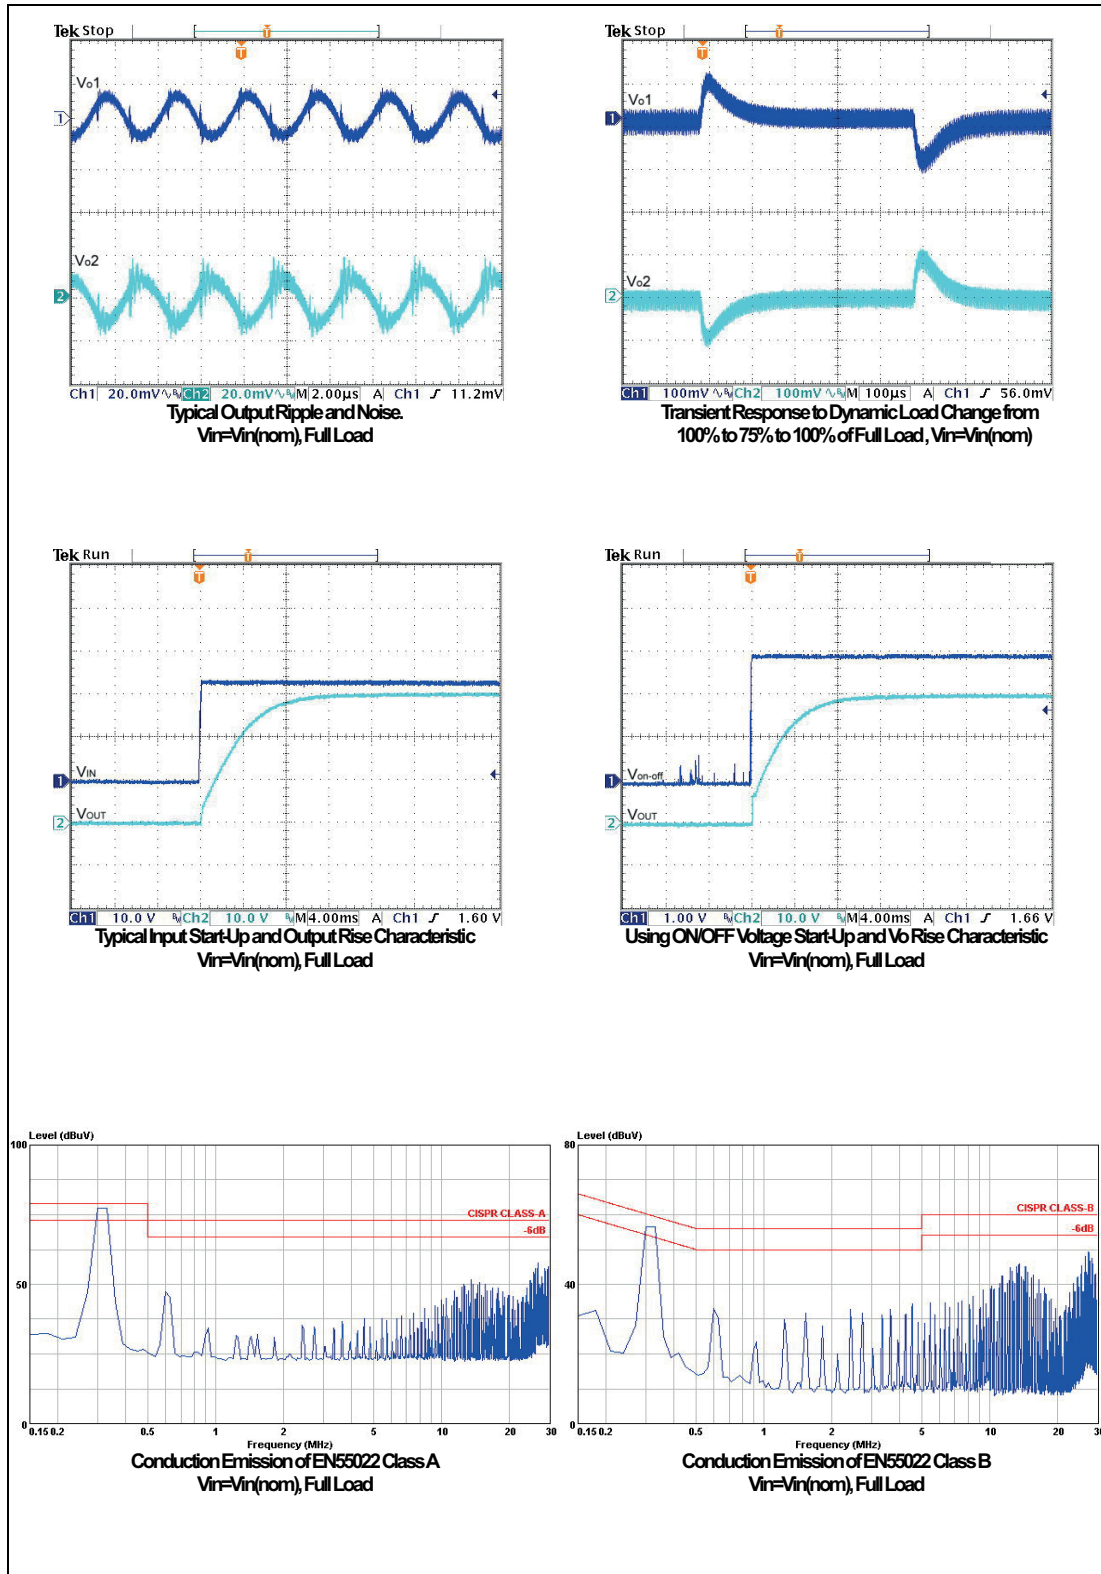 Tek Stop
T
T
Vo1
1
Vo2
2
Ch1 20.0mV Ch2 20.0mV M 2.00µs A Ch1 11.2mV
Typical Output Ripple and Noise.
Vin=Vin(nom), Full Load
Tek Stop
T
T
Vo1
1
Vo2
2
Ch1 100mV Ch2 100mV M 100µs A Ch1 56.0mV
Transient Response to Dynamic Load Change from
100% to 75% to 100% of Full Load , Vin=Vin(nom)
Tek Run
T
T
VIN
1
VOUT
2
Ch1 10.0 V Ch2 10.0 V M 4.00ms A Ch1 1.60 V
Typical Input Start-Up and Output Rise Characteristic
Vin=Vin(nom), Full Load
Tek Run
T
T
Von-off
1
VOUT
2
Ch1 1.00 V Ch2 10.0 V M 4.00ms A Ch1 1.66 V
Using ON/OFF Voltage Start-Up and Vo Rise Characteristic
Vin=Vin(nom), Full Load
Level (dBuV)
100
CISPR CLASS-A
-6dB
50
0
0.15 0.2 0.5 1 2 5 10 20 30
Frequency (MHz)
Conduction Emission of EN55022 Class A
Vin=Vin(nom), Full Load
Level (dBuV)
80
CISPR CLASS-B
-6dB
40
0
0.15 0.2 0.5 1 2 5 10 20 30
Frequency (MHz)
Conduction Emission of EN55022 Class B
Vin=Vin(nom), Full Load